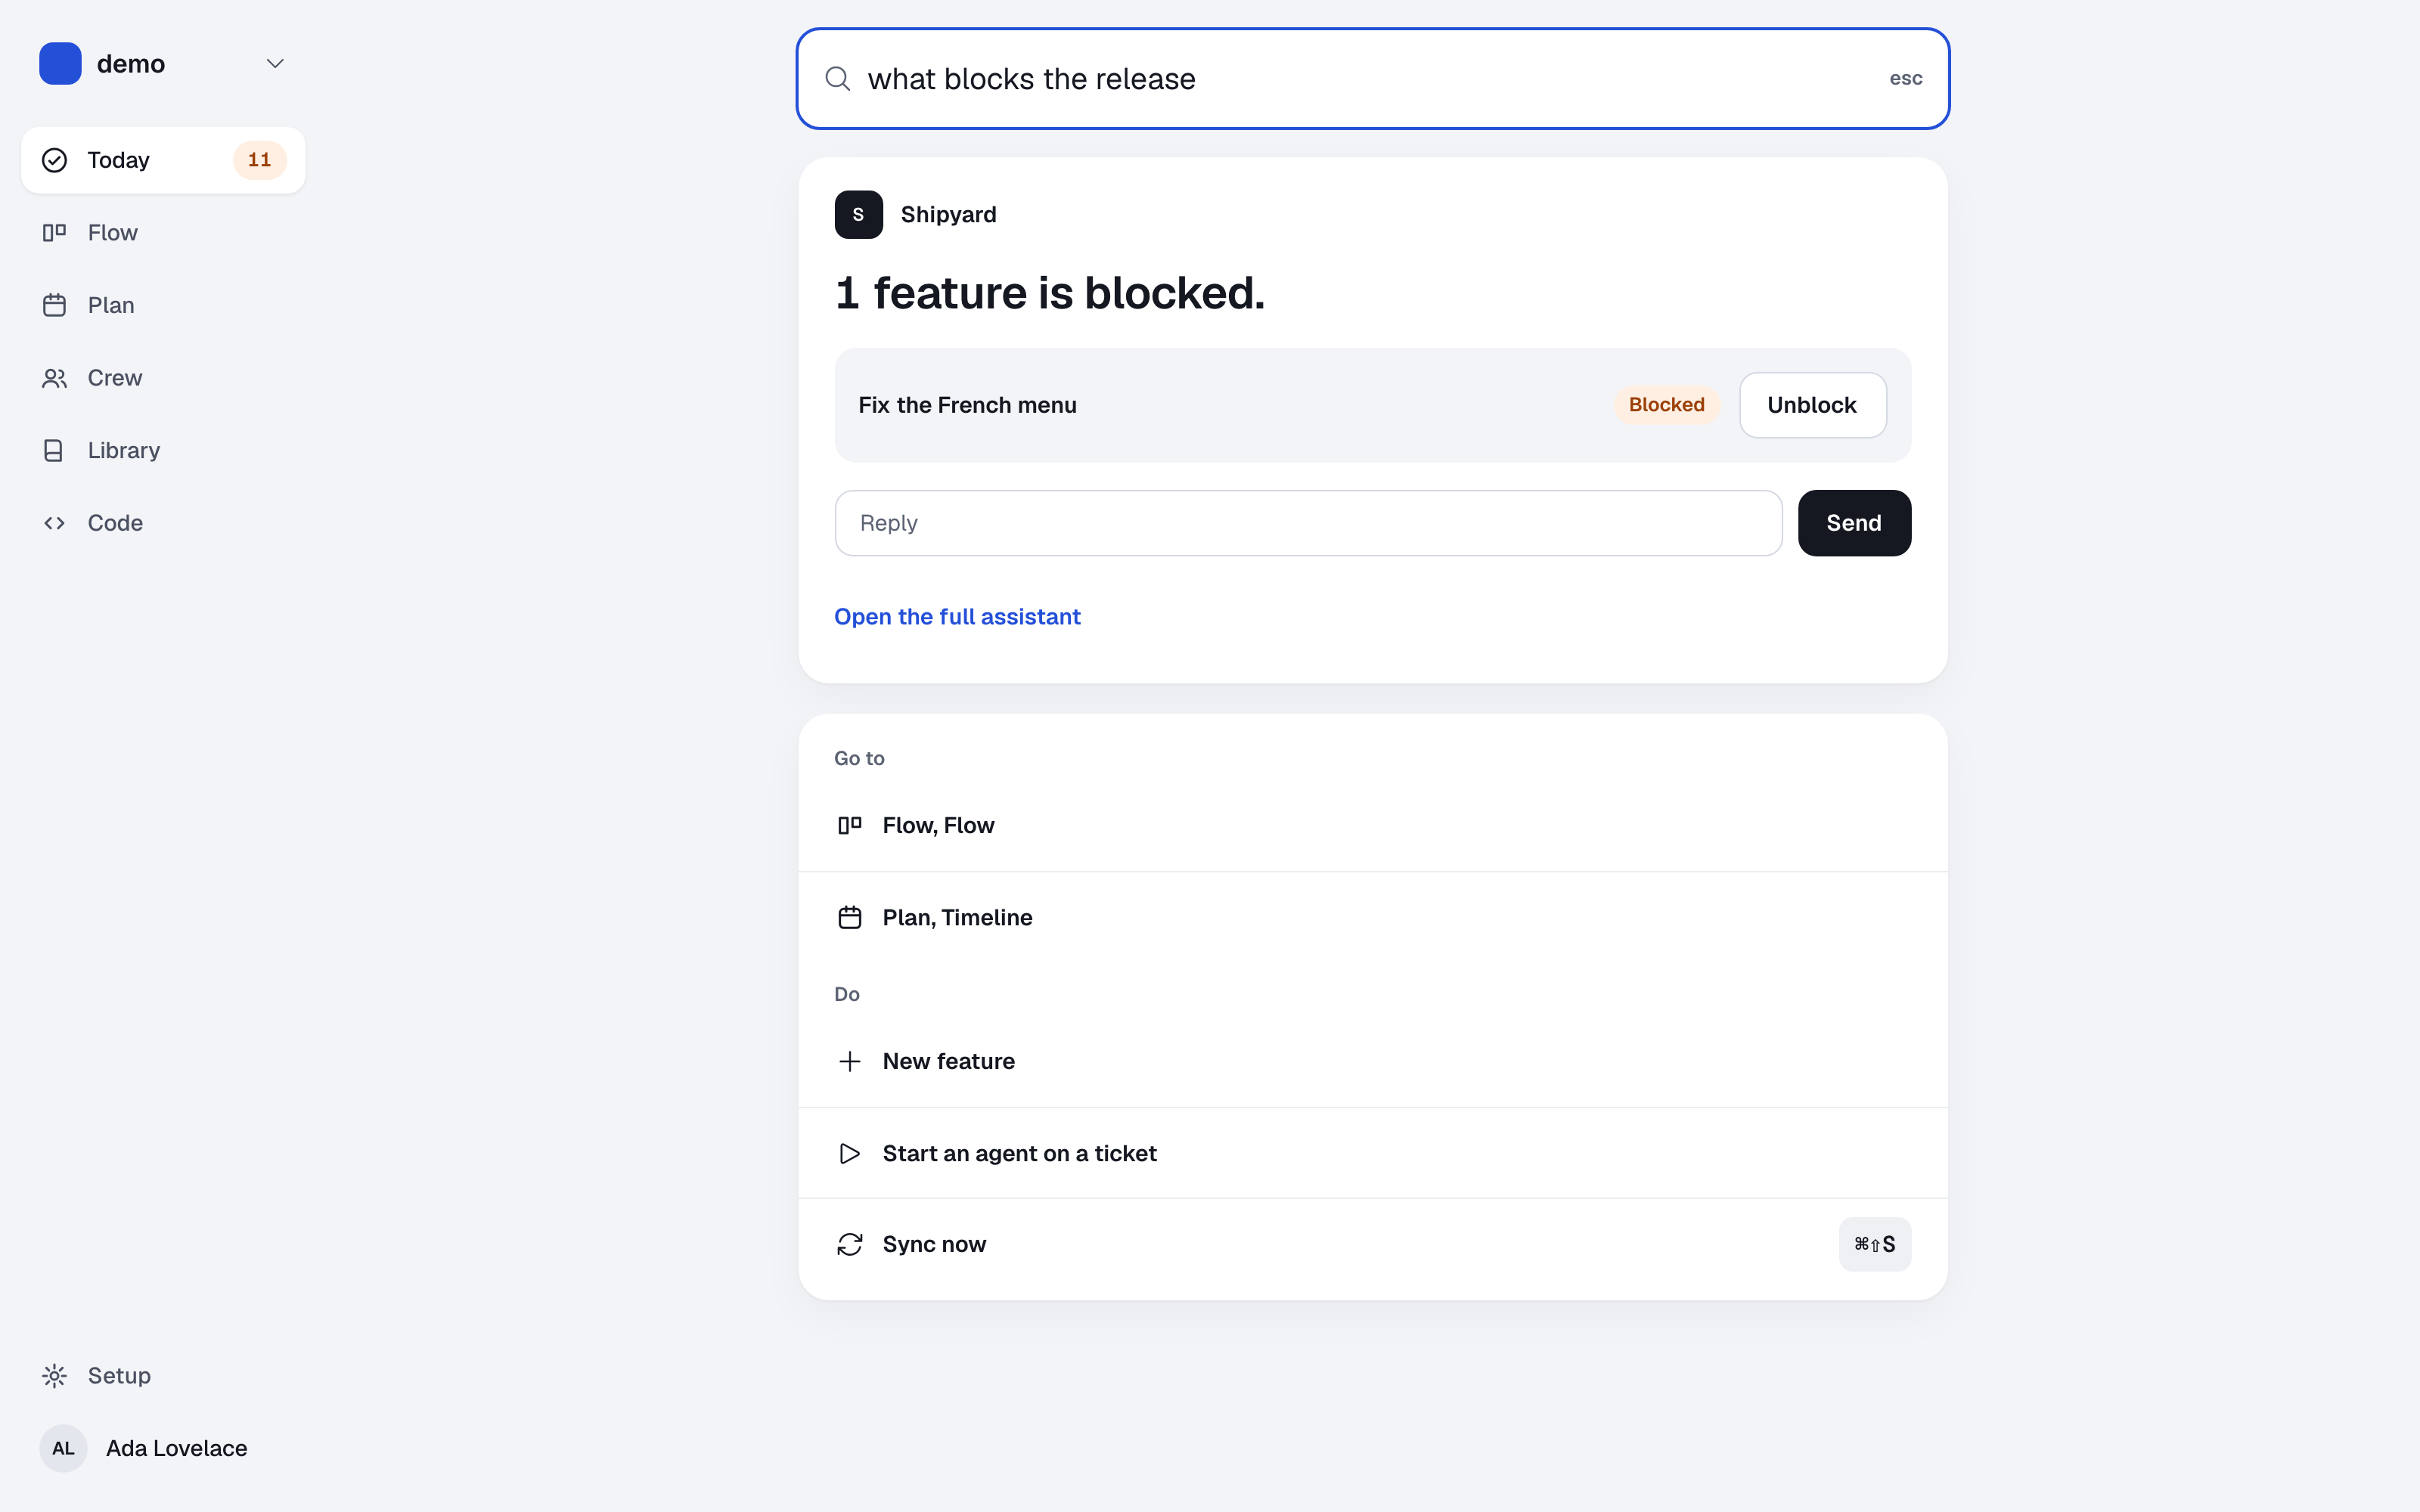 demo
Today 11
Flow
Plan
Crew
Library
Code
Setup
AL Ada Lovelace
what blocks the release esc
S Shipyard
1 feature is blocked.
Fix the French menu Blocked Unblock
Reply Send
Open the full assistant
Go to
Flow, Flow
Plan, Timeline
Do
New feature
Start an agent on a ticket
Sync now ⌘⇧S